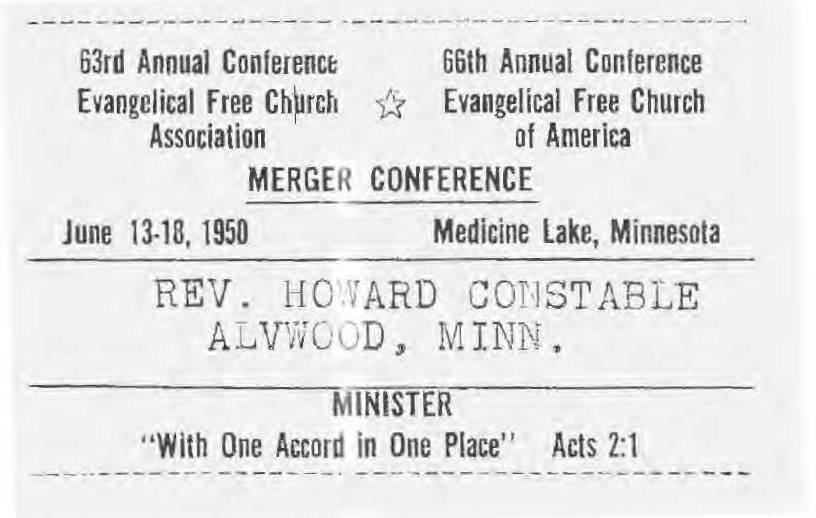 63rd Annual Conference
Evangelical Free Church
Association
☆
66th Annual Conference
Evangelical Free Church
of America
MERGER CONFERENCE
June 13-18, 1950 Medicine Lake, Minnesota
REV. HOWARD CONSTABLE
ALVWOOD, MINN.
MINISTER
"With One Accord in One Place" Acts 2:1